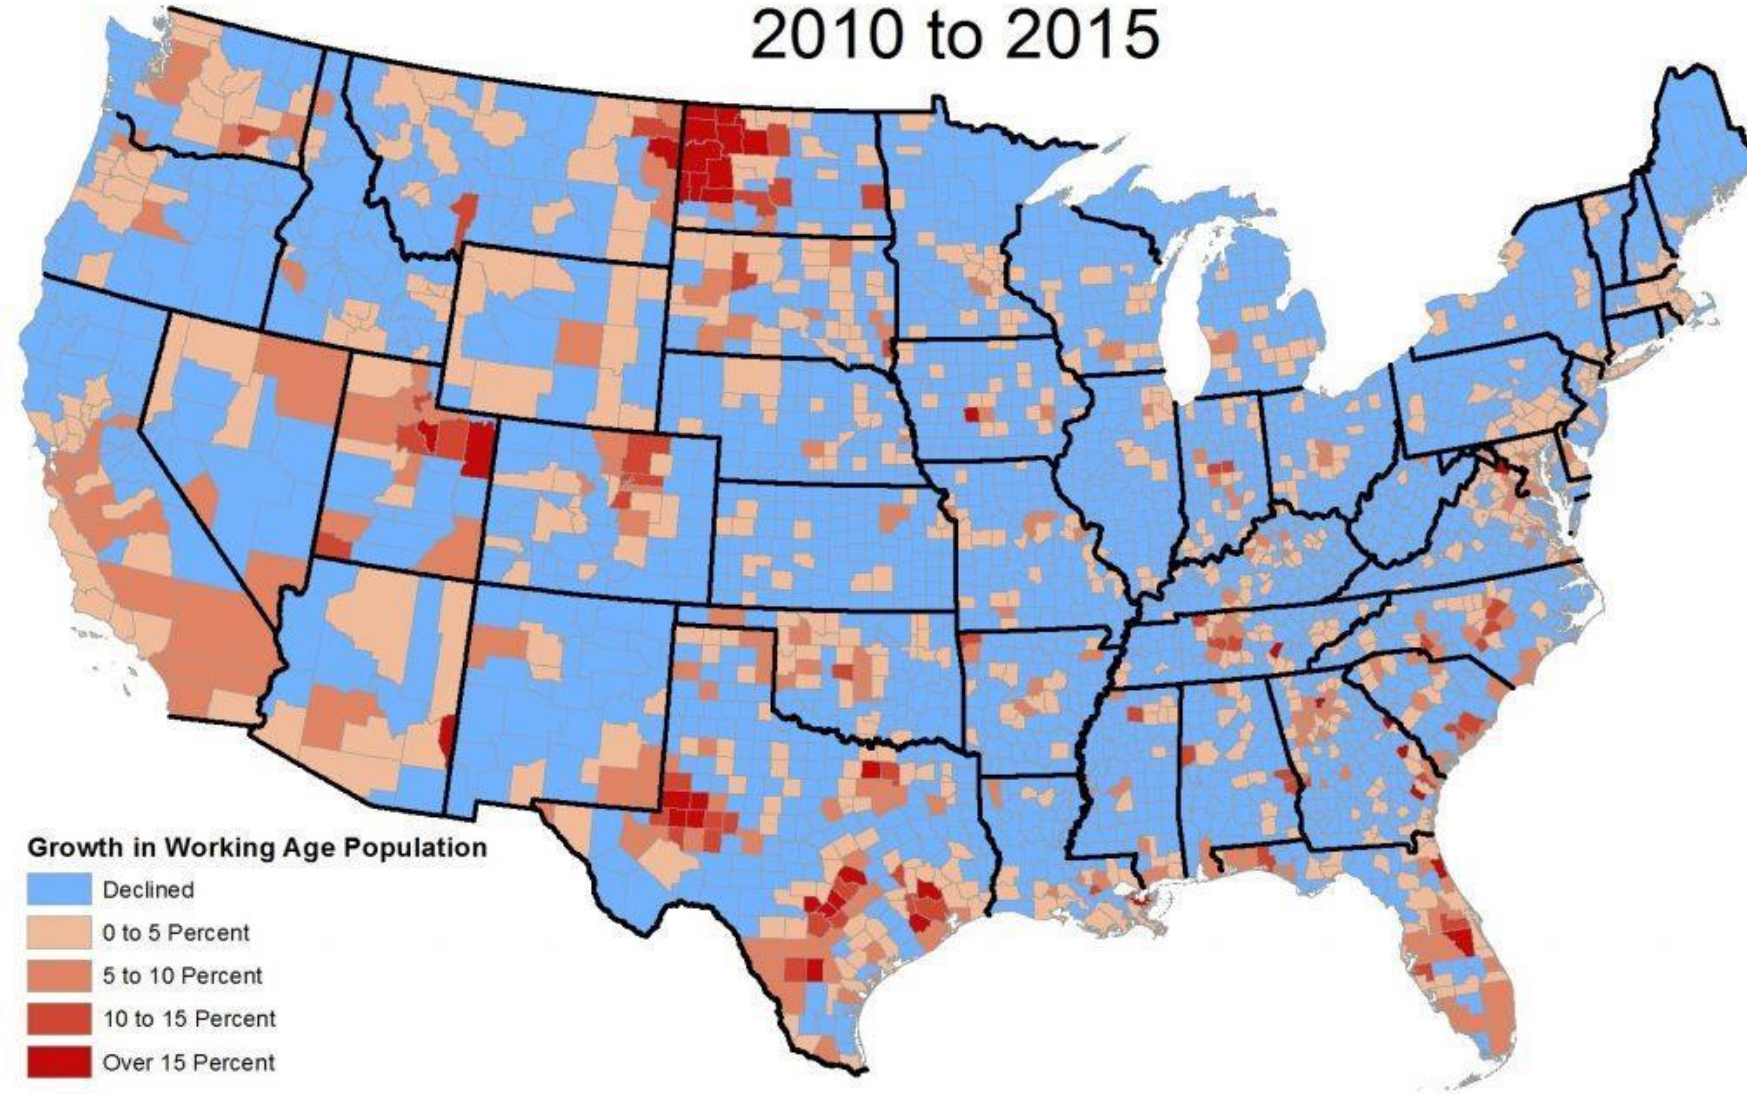 2010 to 2015
Growth in Working Age Population
Declined
0 to 5 Percent
5 to 10 Percent
10 to 15 Percent
Over 15 Percent